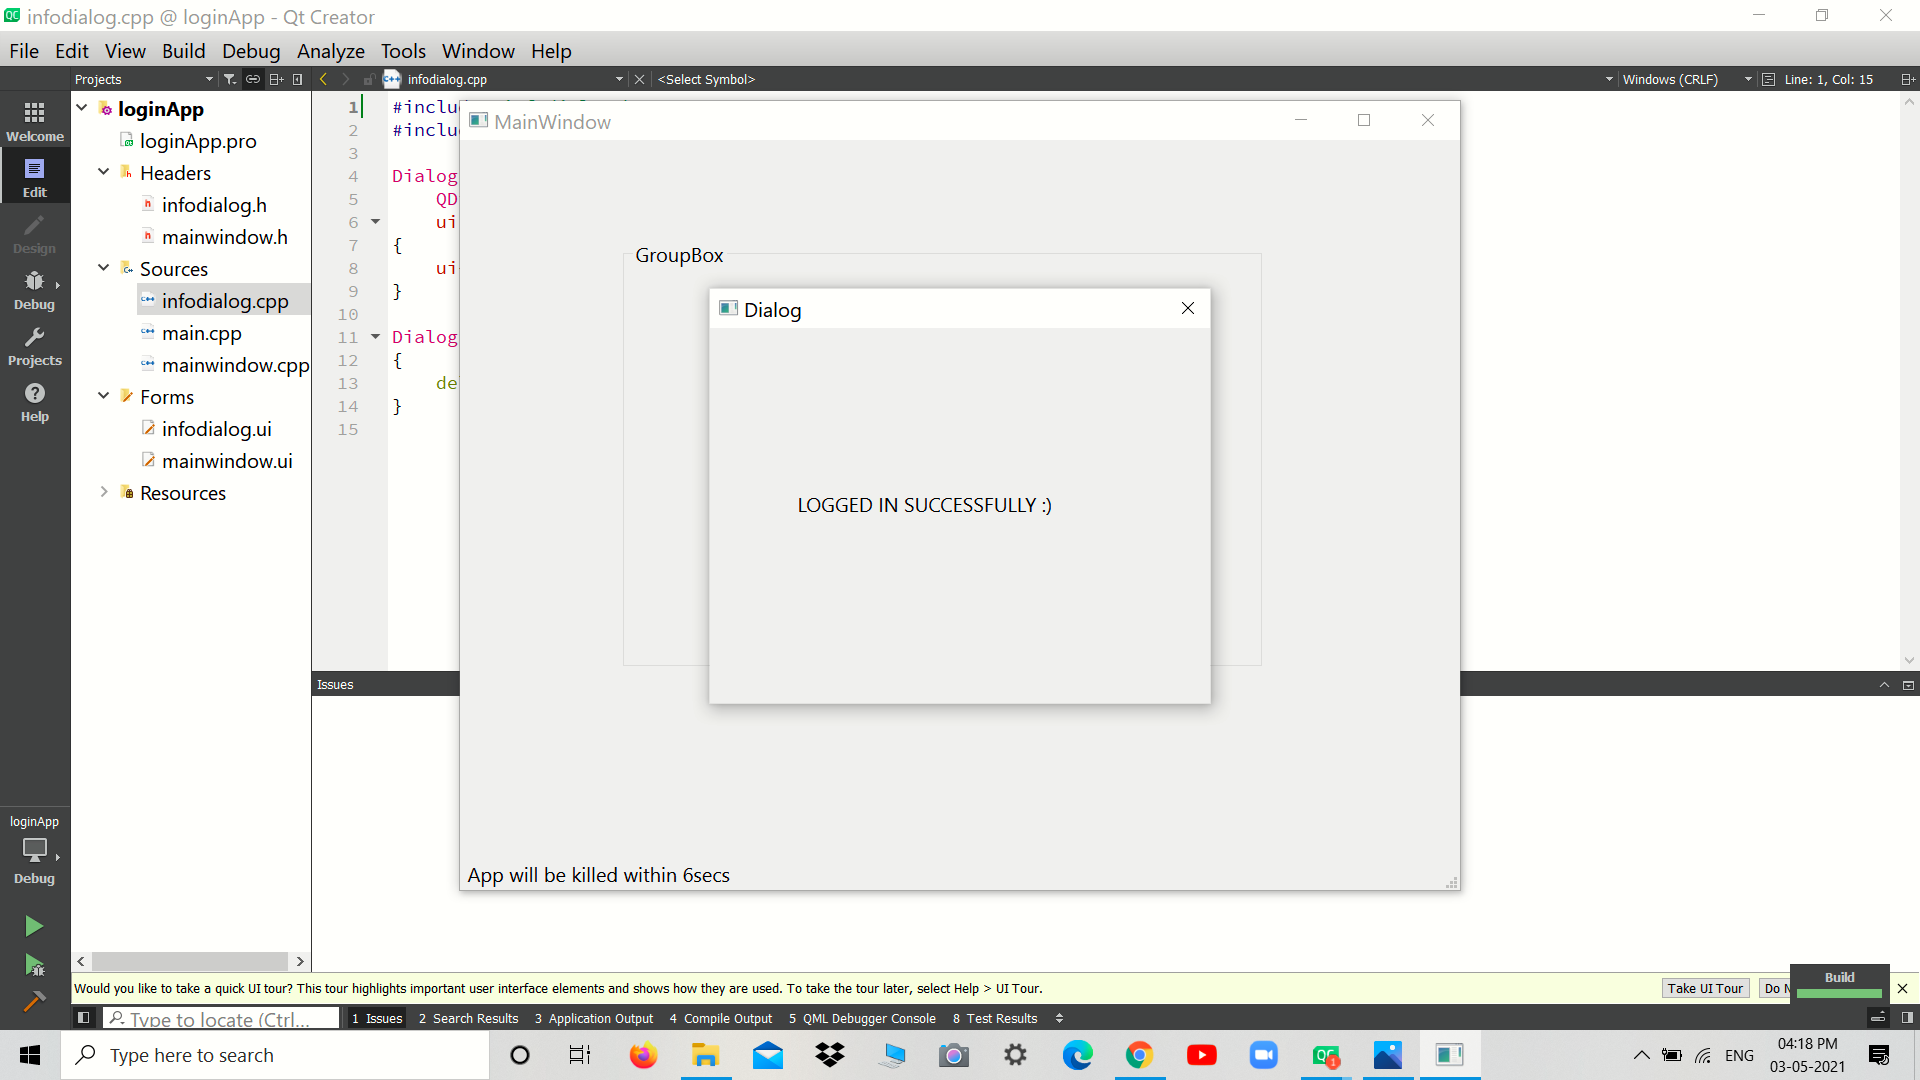 infodialog.cpp @ loginApp - Qt Creator
File Edit View Build Debug Analyze Tools Window Help
Projects infodialog.cpp <Select Symbol> Windows (CRLF) Line: 1, Col: 15
Welcome
Edit
Design
Debug
Projects
Help
loginApp
loginApp.pro
Headers
infodialog.h
mainwindow.h
Sources
infodialog.cpp
main.cpp
mainwindow.cpp
Forms
infodialog.ui
mainwindow.ui
Resources
1 #inclu
2 #inclu
3
4 Dialog
5 QD
6 ui
7 {
8 ui
9 }
10
11 Dialog
12 {
13 de
14 }
15
MainWindow
GroupBox
Dialog
LOGGED IN SUCCESSFULLY :)
App will be killed within 6secs
Issues
loginApp
Debug
Would you like to take a quick UI tour? This tour highlights important user interface elements and shows how they are used. To take the tour later, select Help > UI Tour.
Take UI Tour Do N
Build
Type to locate (Ctrl... 1 Issues 2 Search Results 3 Application Output 4 Compile Output 5 QML Debugger Console 8 Test Results
Type here to search
ENG
04:18 PM
03-05-2021